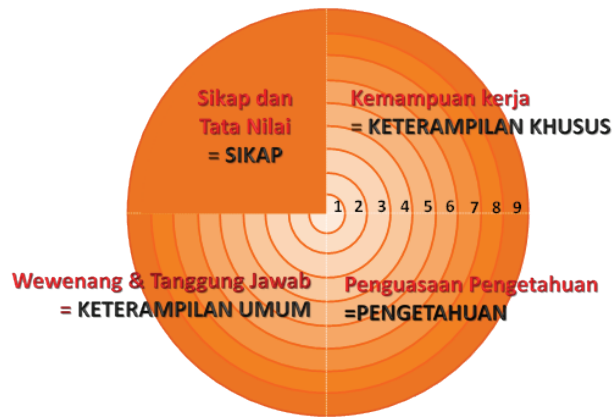 Sikap dan
Tata Nilai
= SIKAP
Kemampuan kerja
= KETERAMPILAN KHUSUS
1 2 3 4 5 6 7 8 9
Wewenang & Tanggung Jawab
= KETERAMPILAN UMUM
Penguasaan Pengetahuan
=PENGETAHUAN